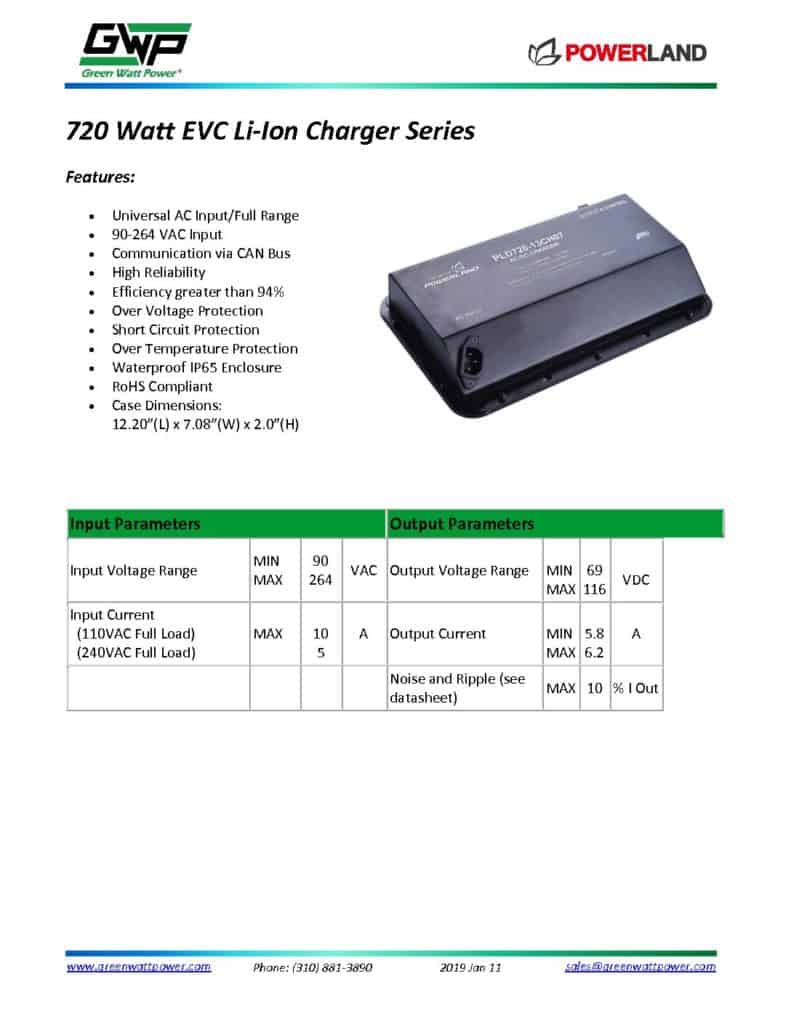 GWP
Green Watt Power®
POWERLAND
720 Watt EVC Li-Ion Charger Series
Features:
• Universal AC Input/Full Range
• 90-264 VAC Input
• Communication via CAN Bus
• High Reliability
• Efficiency greater than 94%
• Over Voltage Protection
• Short Circuit Protection
• Over Temperature Protection
• Waterproof IP65 Enclosure
• RoHS Compliant
• Case Dimensions:
12.20”(L) x 7.08”(W) x 2.0”(H)
POWERLAND
PLD720-13CH07
Input Parameters Output Parameters
Input Voltage Range MIN 90 VAC Output Voltage Range MIN 69 VDC
MAX 264 MAX 116
Input Current
(110VAC Full Load) MAX 10 A Output Current MIN 5.8 A
(240VAC Full Load) 5 MAX 6.2
Noise and Ripple (see
datasheet) MAX 10 % I Out
www.greenwattpower.com Phone: (310) 881-3890 2019 Jan 11 sales@greenwattpower.com